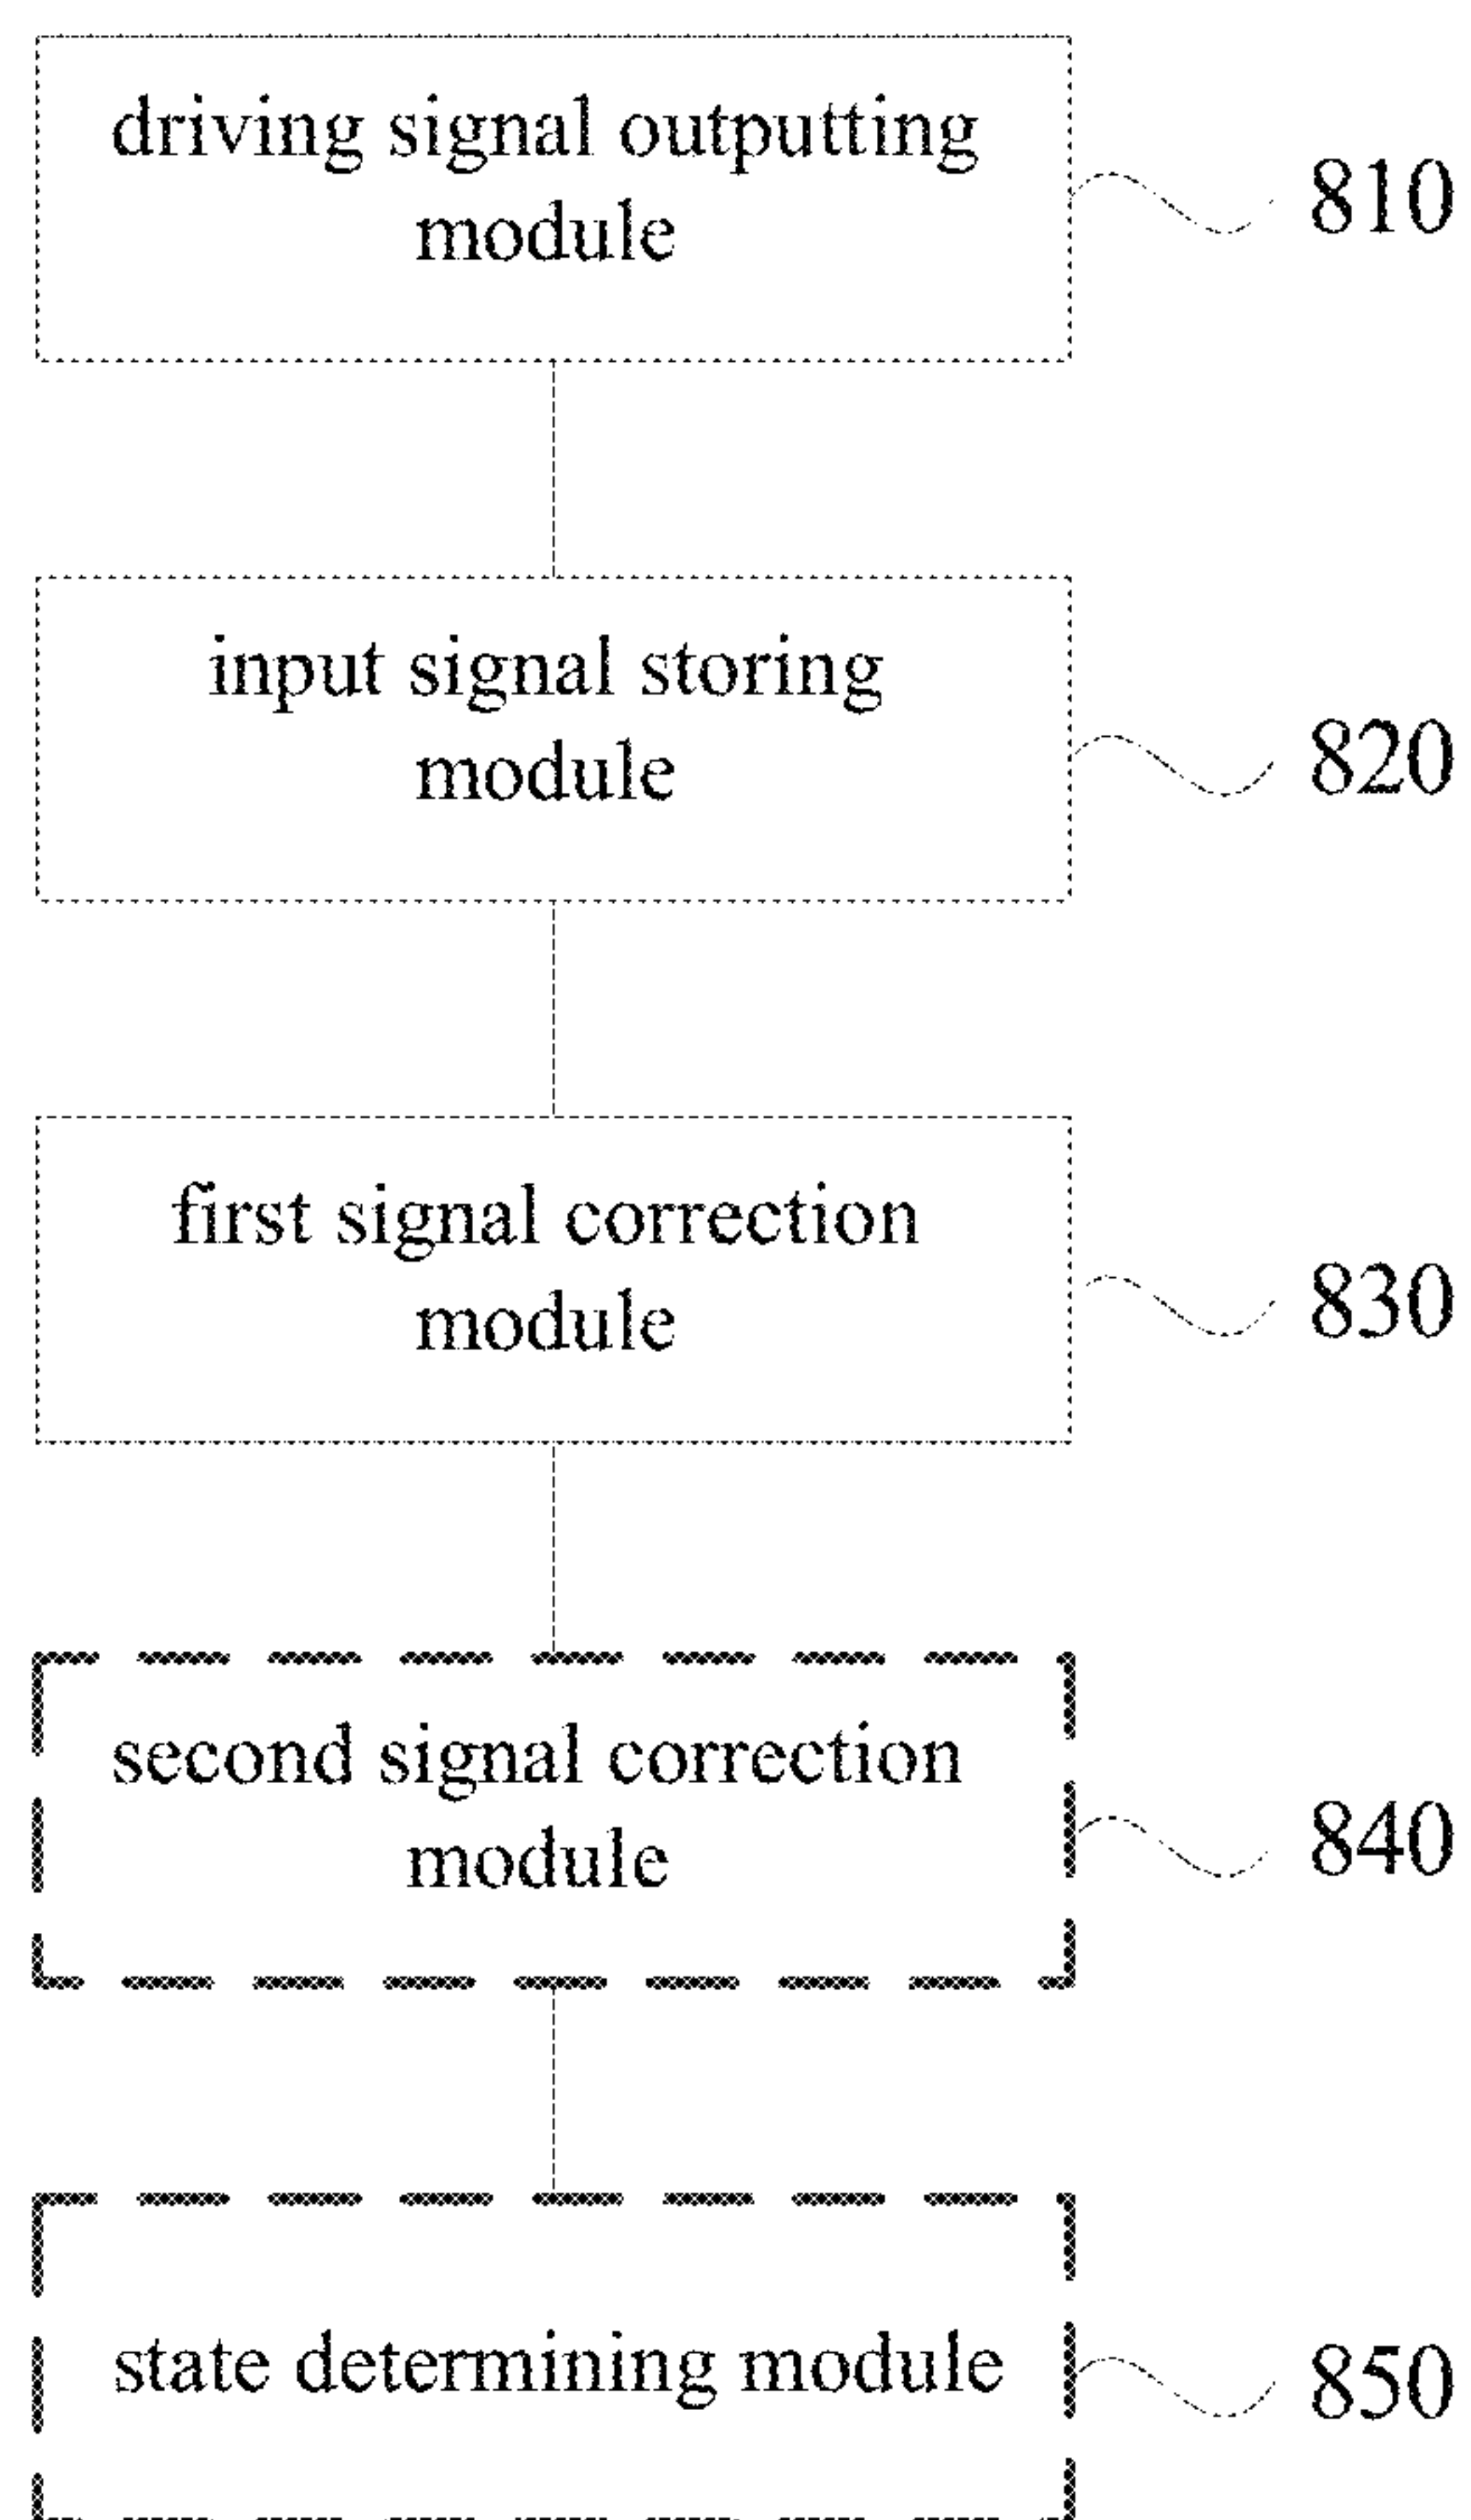 driving signal outputting
module
810
input signal storing
module
820
first signal correction
module
830
second signal correction
module
840
state determining module
850